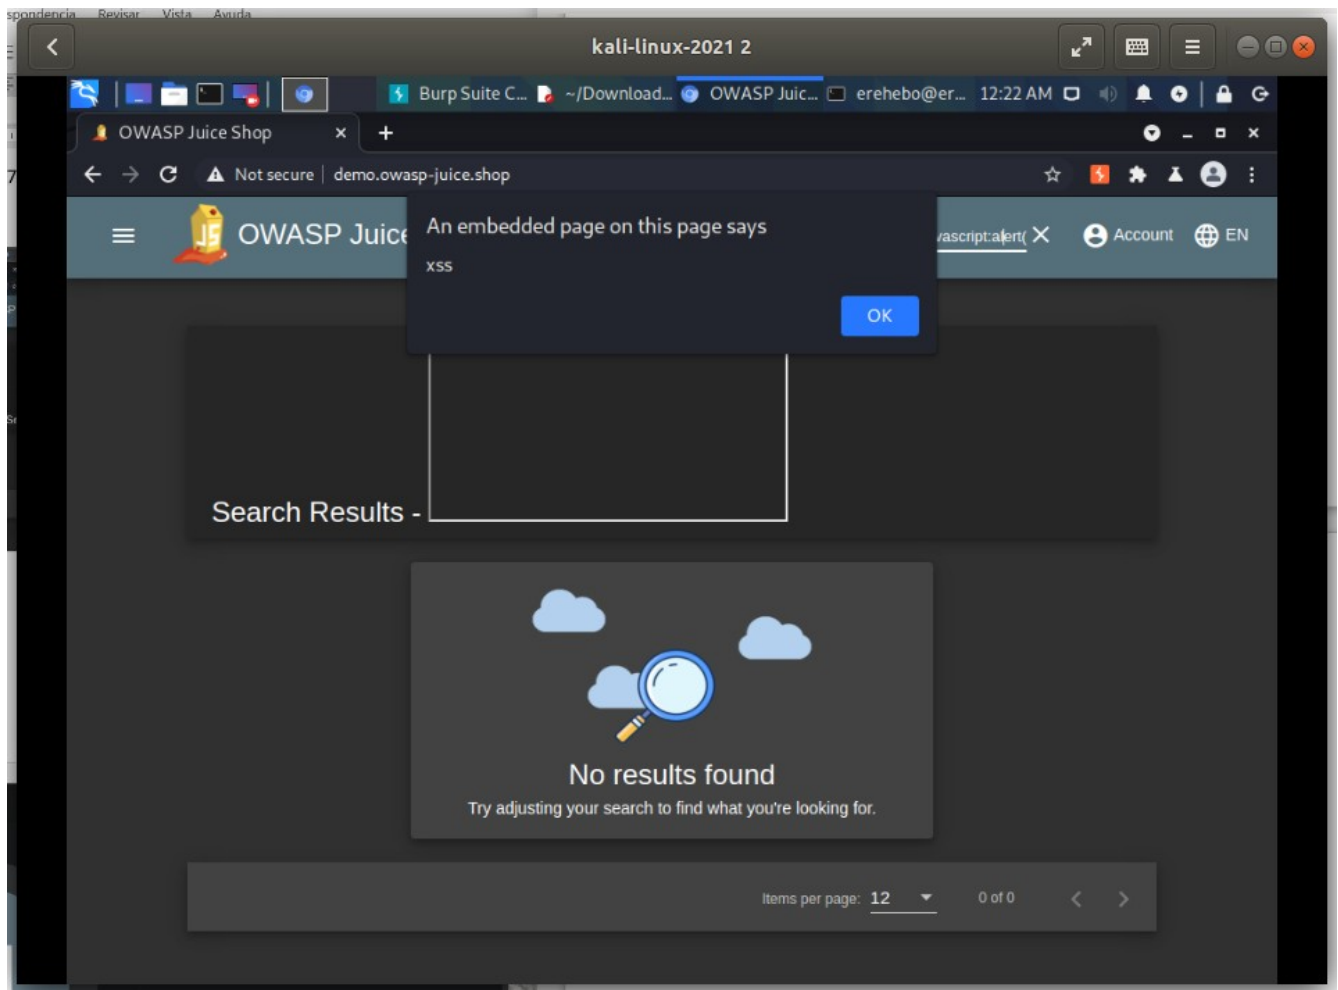 spondencia Revisar Vista Ayuda
kali-linux-2021 2
Burp Suite C... ~/Download... OWASP Juic... erehebo@er... 12:22 AM
OWASP Juice Shop
Not secure demo.owasp-juice.shop
OWASP Juice
vascript:alert(
Account
EN
An embedded page on this page says
xss
OK
Search Results -
No results found
Try adjusting your search to find what you're looking for.
Items per page: 12 0 of 0